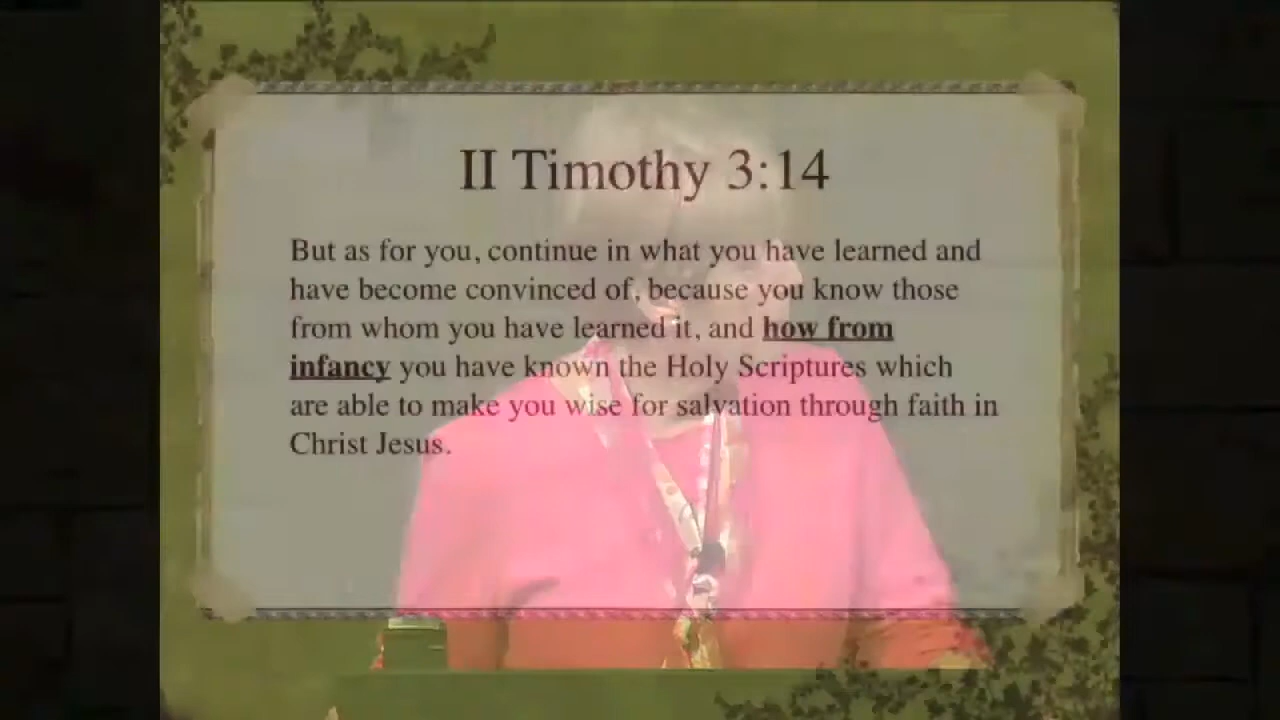 II Timothy 3:14
But as for you, continue in what you have learned and
have become convinced of, because you know those
from whom you have learned it, and how from
infancy you have known the Holy Scriptures which
are able to make you wise for salvation through faith in
Christ Jesus.